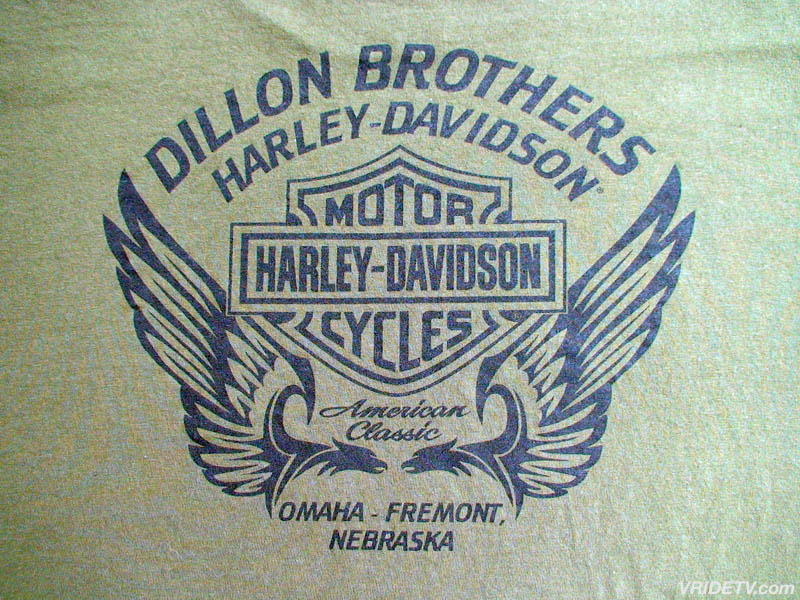 DILLON BROTHERS
HARLEY-DAVIDSON®
MOTOR
HARLEY-DAVIDSON
CYCLES
American
Classic
OMAHA - FREMONT,
NEBRASKA
VRIDETV.com